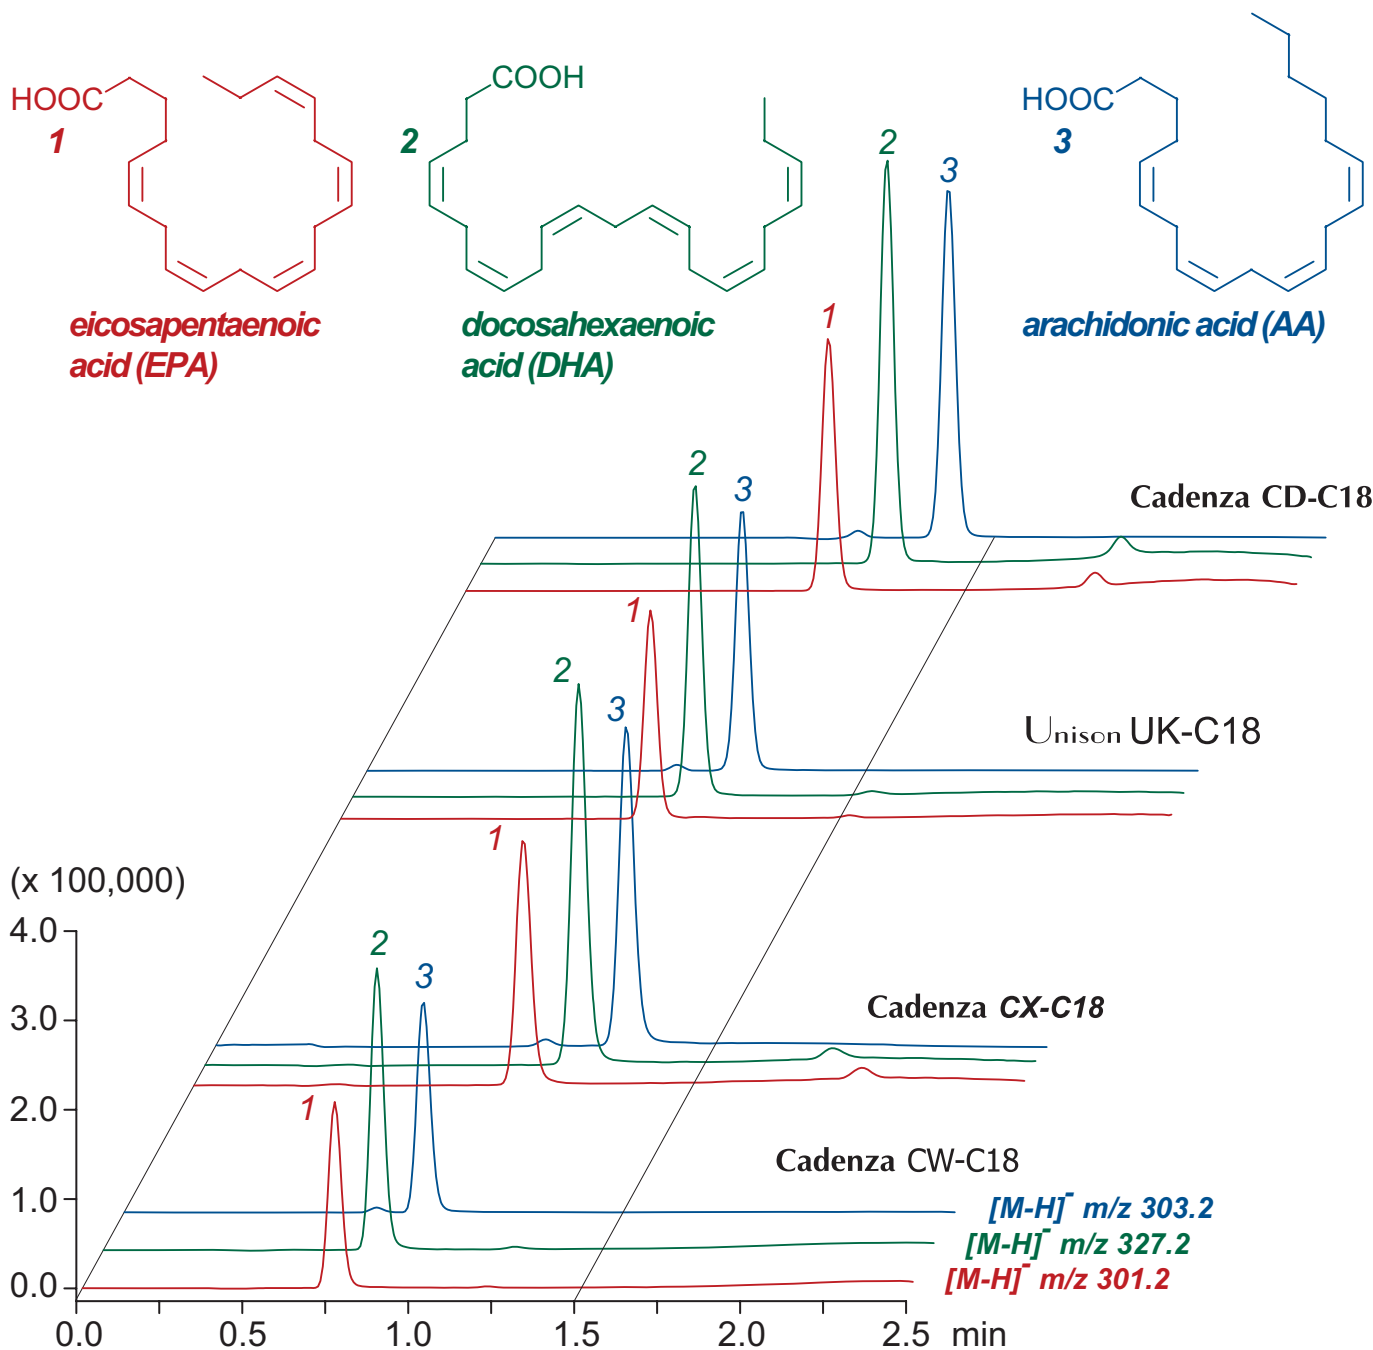 HOOC
1
COOH
2
HOOC
3
eicosapentaenoic
acid (EPA)
docosahexaenoic
acid (DHA)
arachidonic acid (AA)
1
2
3
Cadenza CD-C18
1
2
3
Unison UK-C18
1
2
3
Cadenza CX-C18
1
2
3
Cadenza CW-C18
[M-H]⁻ m/z 303.2
[M-H]⁻ m/z 327.2
[M-H]⁻ m/z 301.2
(x 100,000)
4.0
3.0
2.0
1.0
0.0
0.0 0.5 1.0 1.5 2.0 2.5 min